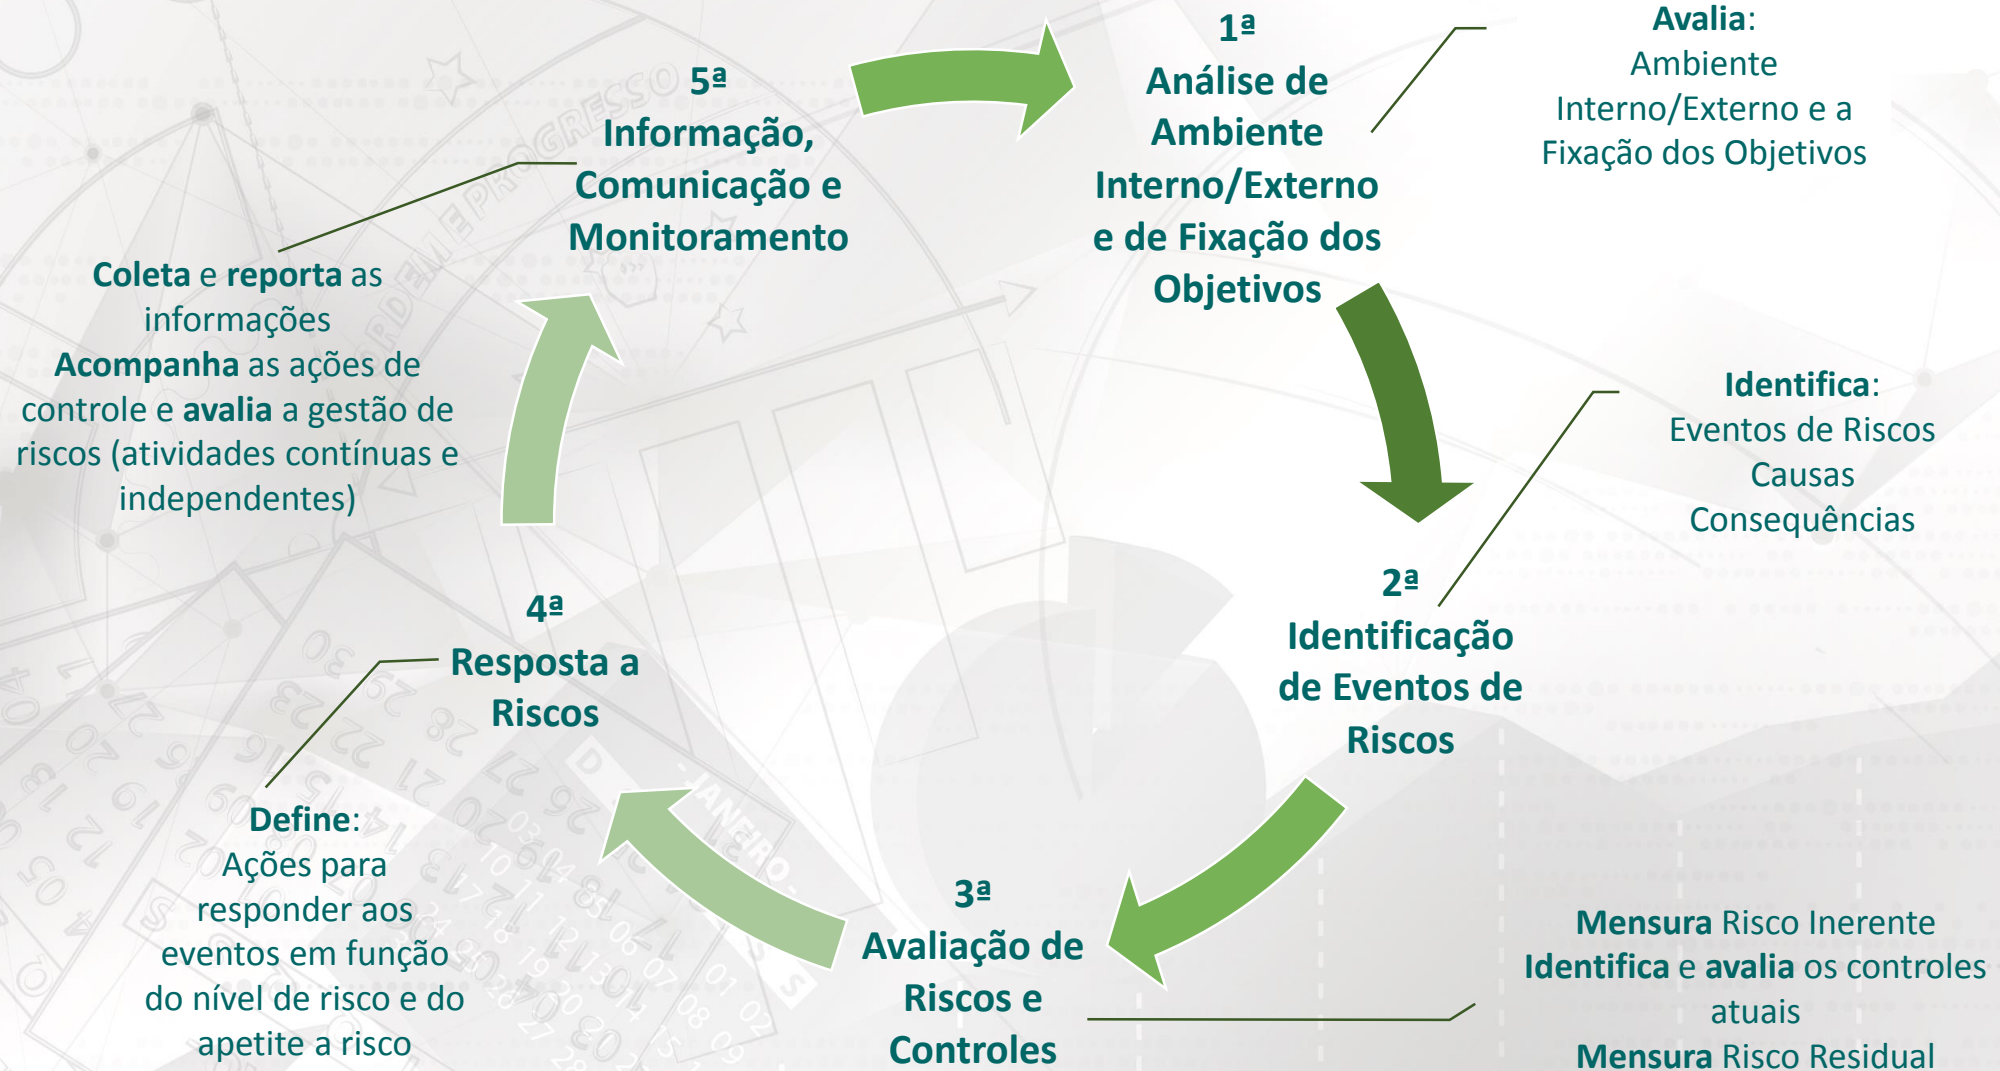 1ª
Análise de
Ambiente
Interno/Externo
e de Fixação dos
Objetivos
Avalia:
Ambiente
Interno/Externo e a
Fixação dos Objetivos
2ª
Identificação
de Eventos de
Riscos
Identifica:
Eventos de Riscos
Causas
Consequências
3ª
Avaliação de
Riscos e
Controles
Mensura Risco Inerente
Identifica e avalia os controles
atuais
Mensura Risco Residual
4ª
Resposta a
Riscos
Define:
Ações para
responder aos
eventos em função
do nível de risco e do
apetite a risco
5ª
Informação,
Comunicação e
Monitoramento
Coleta e reporta as
informações
Acompanha as ações de
controle e avalia a gestão de
riscos (atividades contínuas e
independentes)
ORDEM E PROGRESSO
- JANEIRO -